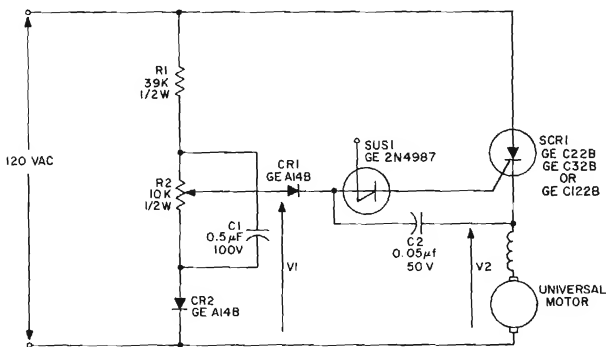 120 VAC
R1
39K
1/2W
R2
10K
1/2W
C1
0.5μF
100V
CR2
GE A14B
CR1
GE A14B
V1
SUS1
GE 2N4987
C2
0.05μf
50V
V2
SCR1
GE C22B
GE C32B
OR
GE C122B
UNIVERSAL
MOTOR